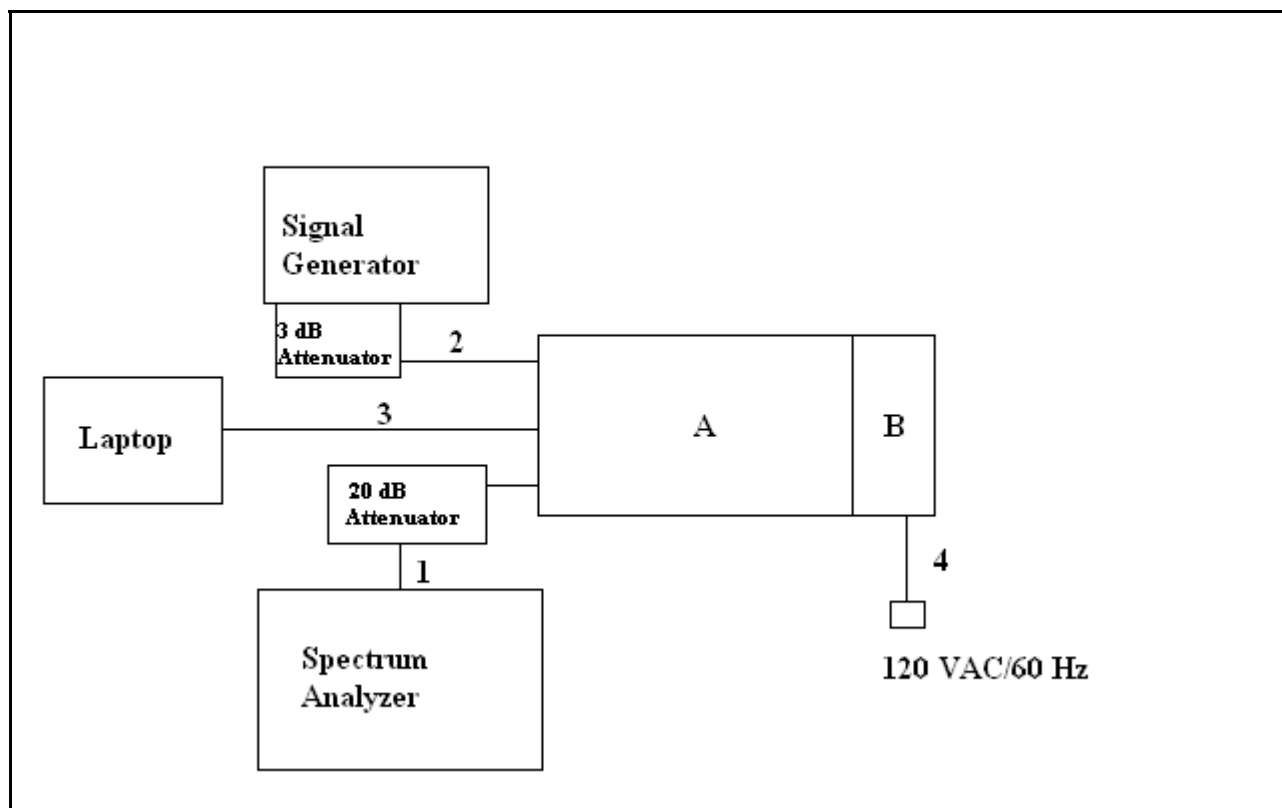 Signal
Generator
3 dB
Attenuator
2
Laptop
3
A
B
20 dB
Attenuator
1
4
Spectrum
Analyzer
120 VAC/60 Hz